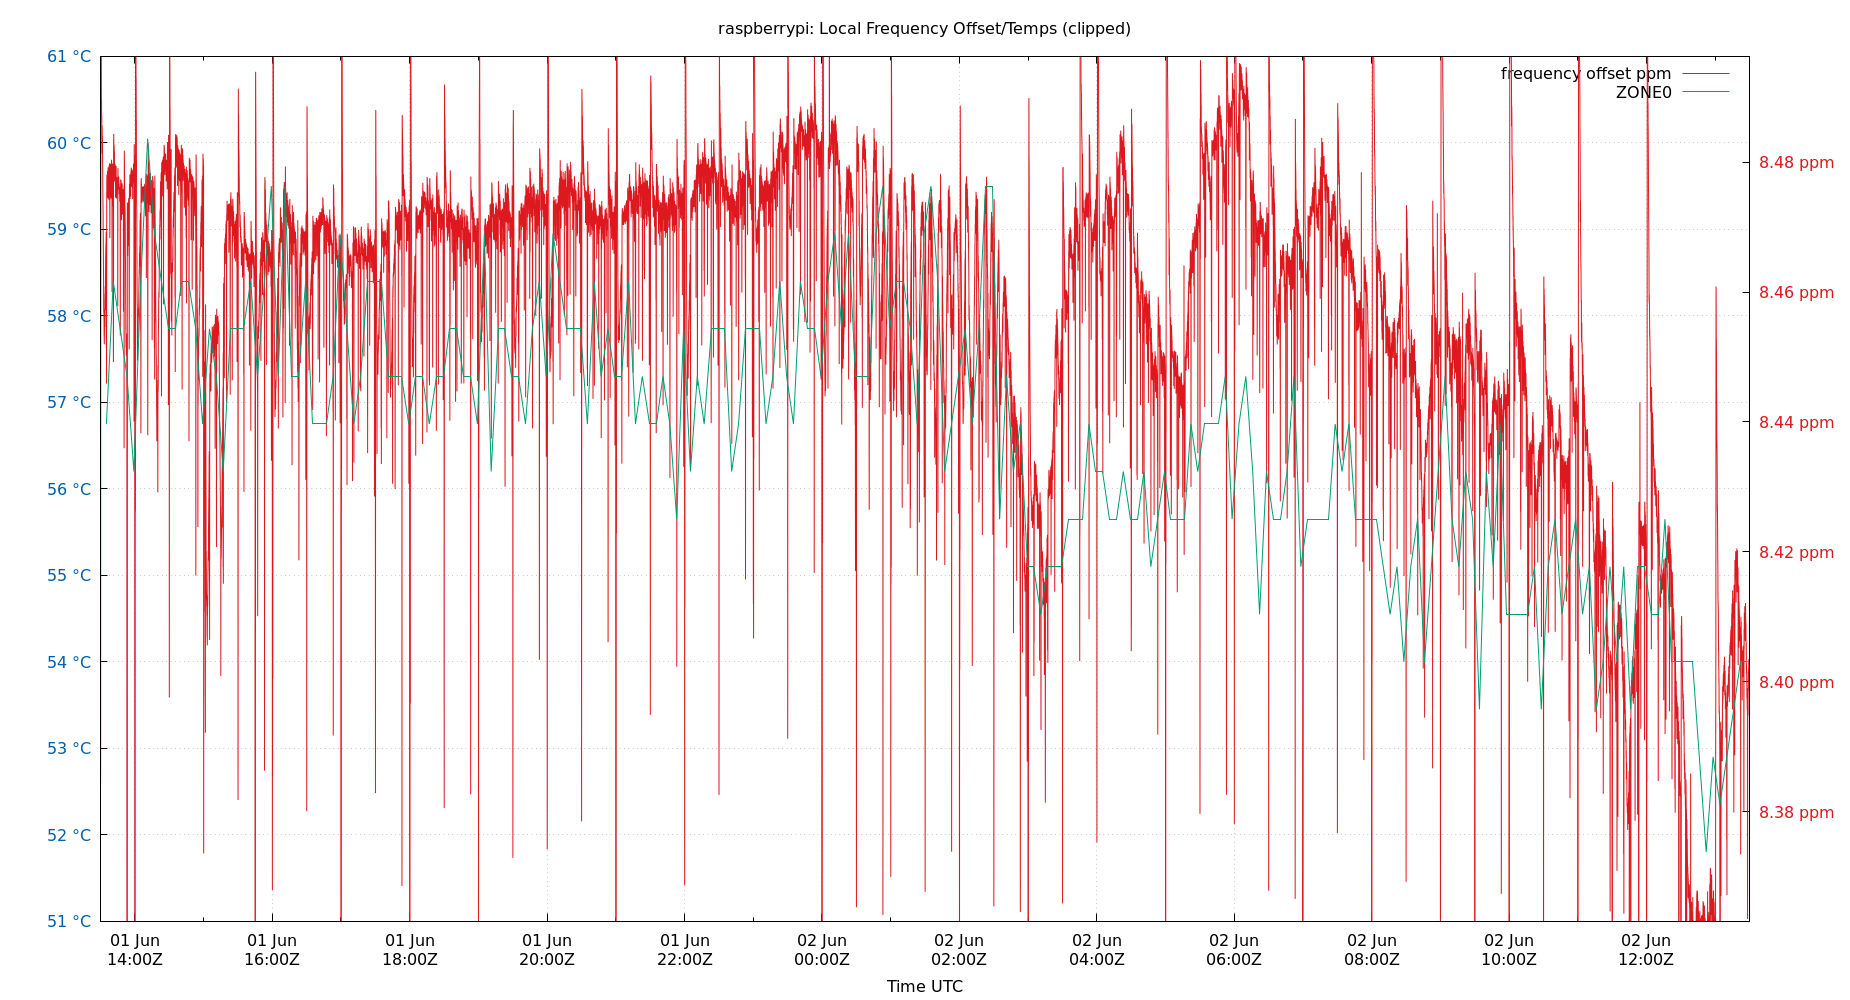 raspberrypi: Local Frequency Offset/Temps (clipped)
frequency offset ppm
ZONE0
61 °C
60 °C
59 °C
58 °C
57 °C
56 °C
55 °C
54 °C
53 °C
52 °C
51 °C
8.48 ppm
8.46 ppm
8.44 ppm
8.42 ppm
8.40 ppm
8.38 ppm
01 Jun 01 Jun 01 Jun 01 Jun 01 Jun 02 Jun 02 Jun 02 Jun 02 Jun 02 Jun 02 Jun 02 Jun
14:00Z 16:00Z 18:00Z 20:00Z 22:00Z 00:00Z 02:00Z 04:00Z 06:00Z 08:00Z 10:00Z 12:00Z
Time UTC